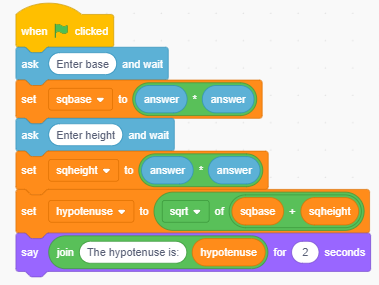 when clicked
ask Enter base and wait
set sqbase to answer * answer
ask Enter height and wait
set sqheight to answer * answer
set hypotenuse to sqrt of sqbase + sqheight
say join The hypotenuse is: hypotenuse for 2 seconds